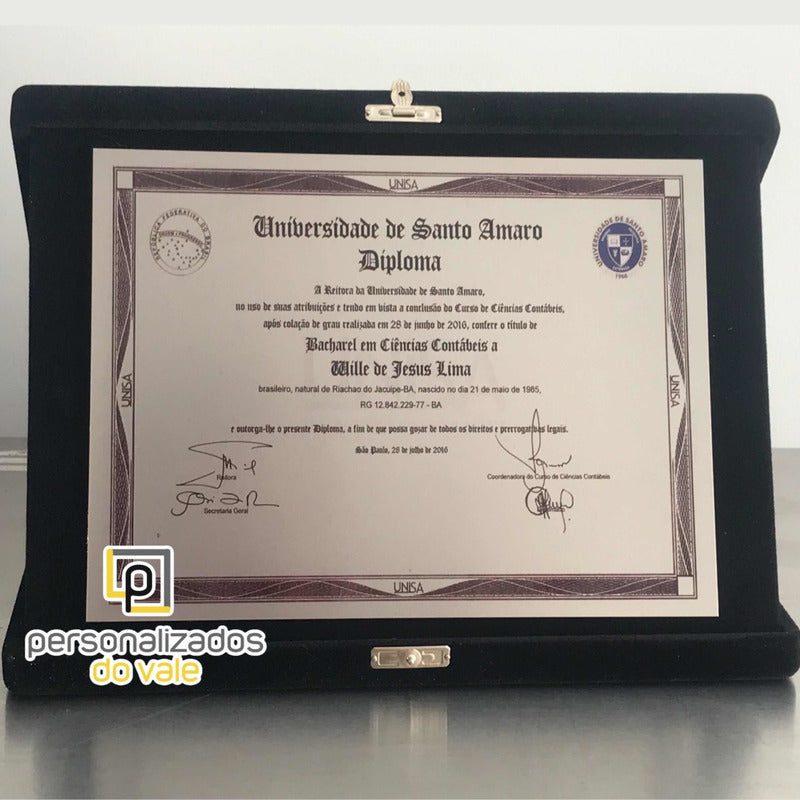 UNISA
REPÚBLICA FEDERATIVA DO BRASIL
UNIVERSIDADE DE SANTO AMARO
1968
Universidade de Santo Amaro
Diploma
A Reitora da Universidade de Santo Amaro,
no uso de suas atribuições e tendo em vista a conclusão do Curso de Ciências Contábeis,
após colação de grau realizada em 28 de junho de 2016, confere o título de
Bacharel em Ciências Contábeis a
Wille de Jesus Lima
brasileiro, natural de Riachao do Jacuipe-BA, nascido no dia 21 de maio de 1985,
RG 12.842.229-77 - BA
UNISA
UNISA
e outorga-lhe o presente Diploma, a fim de que possa gozar de todos os direitos e prerrogativas legais.
São Paulo, 28 de julho de 2016
Reitora
Coordenadora do Curso de Ciências Contábeis
Secretaria Geral
UNISA
p
personalizados
do vale